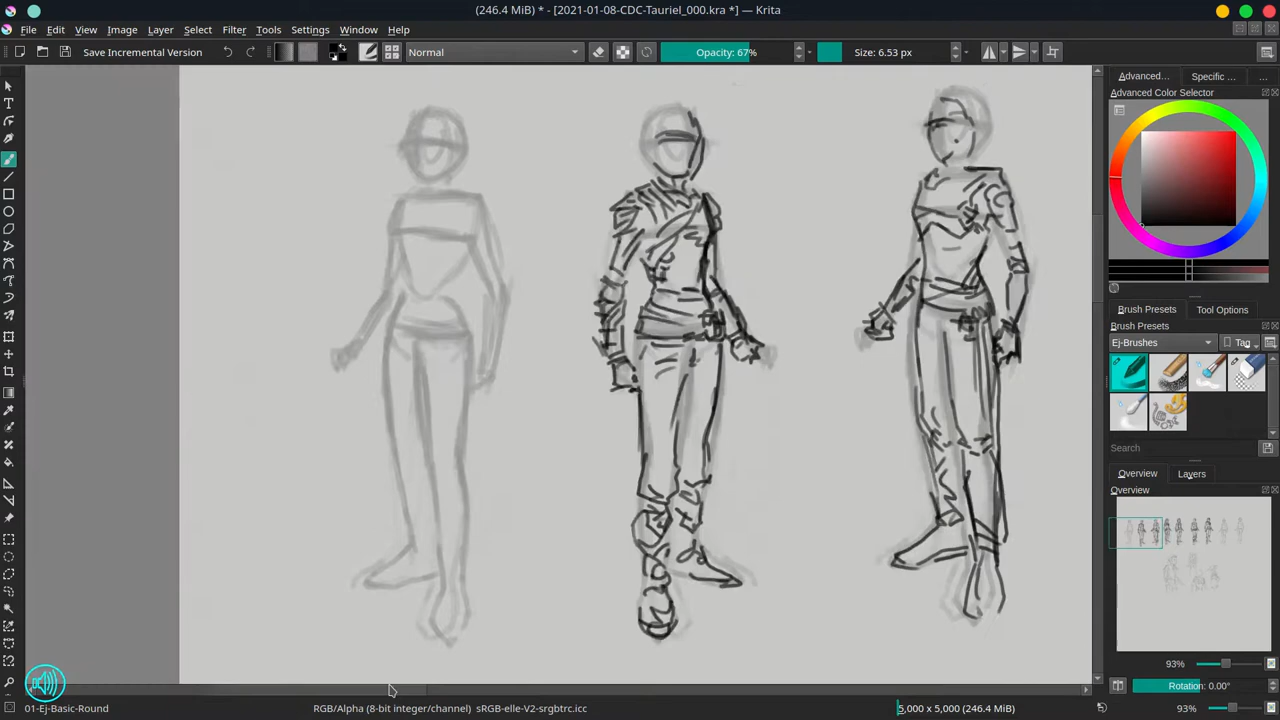 (246.4 MiB) * - [2021-01-08-CDC-Tauriel_000.kra *] — Krita
File Edit View Image Layer Select Filter Tools Settings Window Help
Save Incremental Version Normal Opacity: 67% Size: 6.53 px
Advanced... Specific ... ...
Advanced Color Selector
Brush Presets Tool Options
Brush Presets
Ej-Brushes Tag
Search
Overview Layers
Overview
93%
Rotation: 0.00°
01-Ej-Basic-Round RGB/Alpha (8-bit integer/channel) sRGB-elle-V2-srgbtrc.icc 5,000 x 5,000 (246.4 MiB) 93%